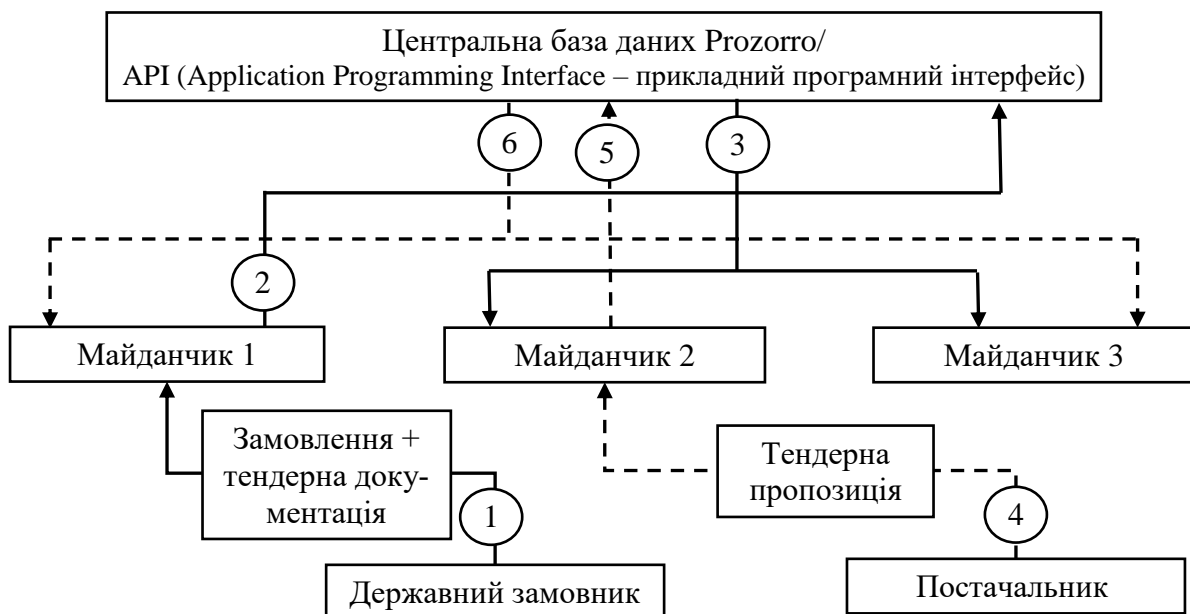 Центральна база даних Prozorro/
API (Application Programming Interface – прикладний програмний інтерфейс)
6
5
3
2
Майданчик 1
Майданчик 2
Майданчик 3
Замовлення +
тендерна доку-
ментація
Тендерна
пропозиція
1
4
Державний замовник
Постачальник